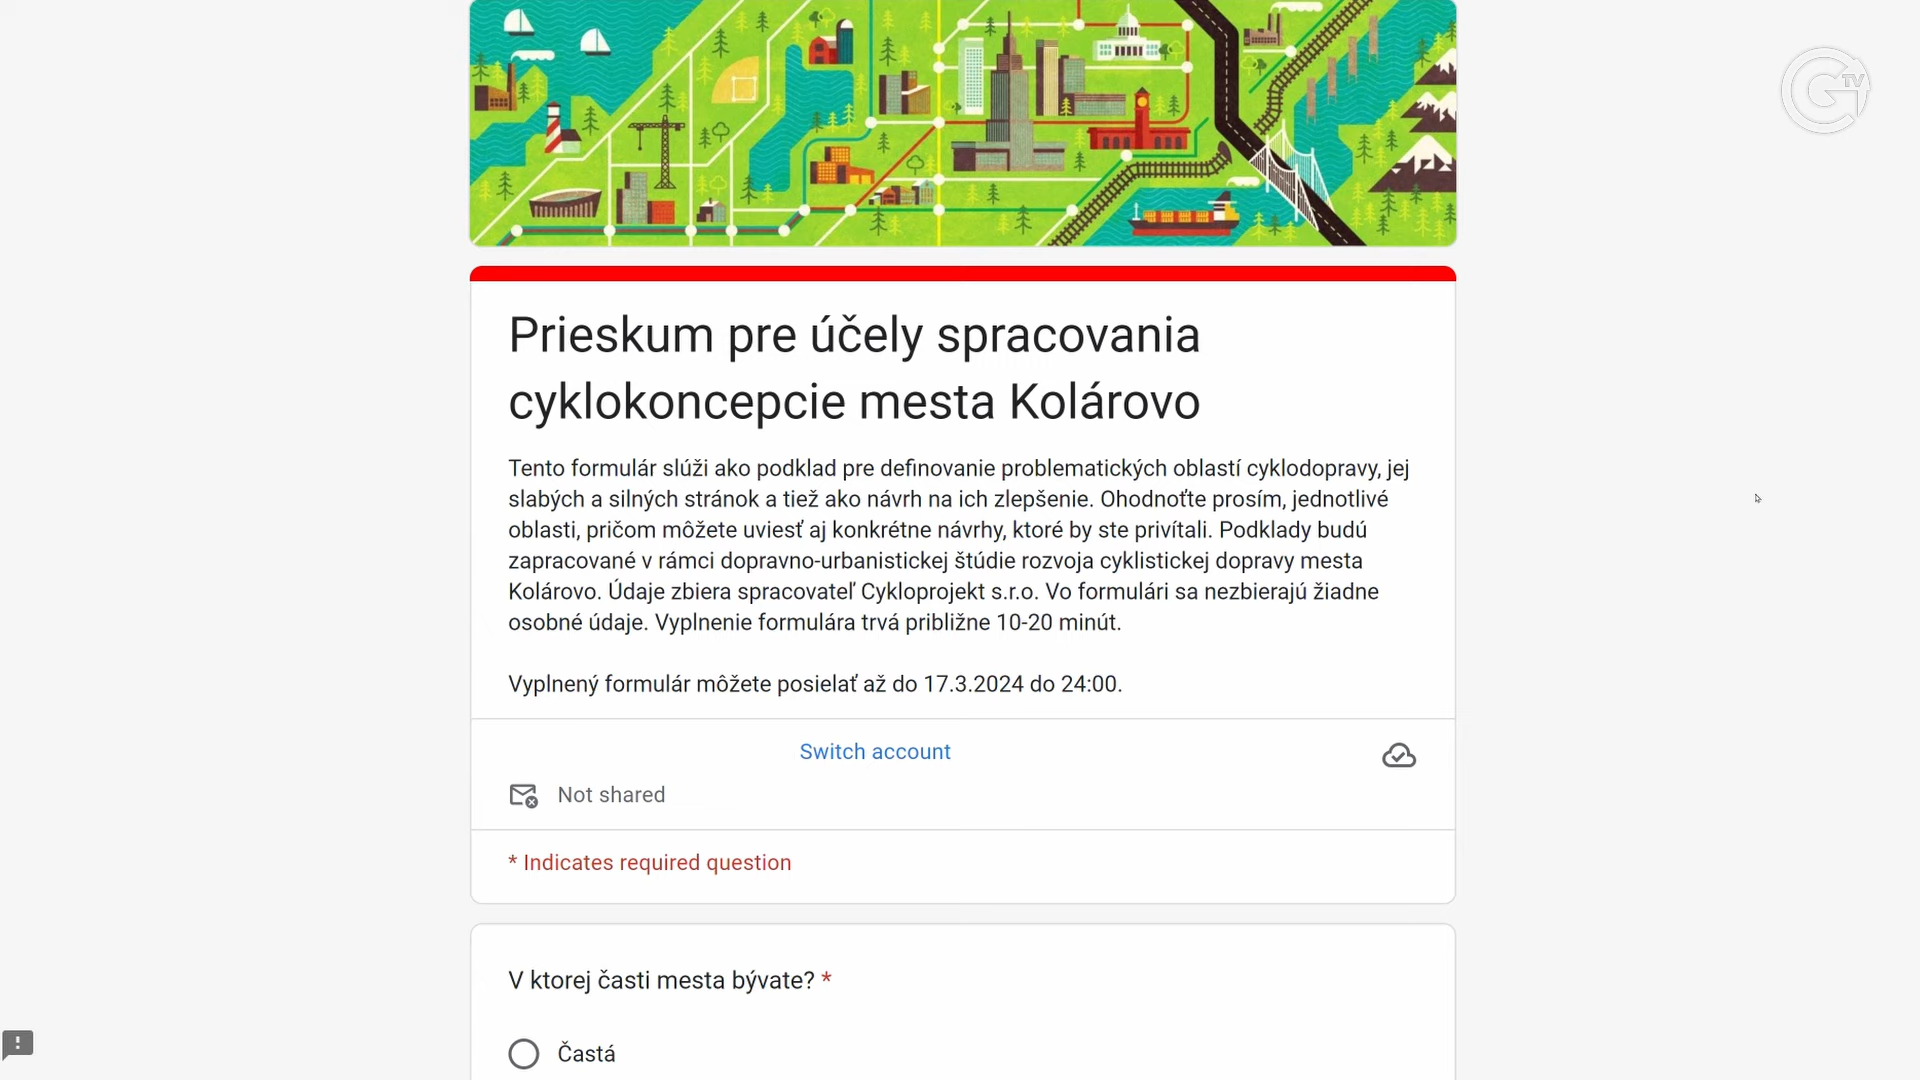 G TV
Prieskum pre účely spracovania
cyklokoncepcie mesta Kolárovo
Tento formulár slúži ako podklad pre definovanie problematických oblastí cyklodopravy, jej
slabých a silných stránok a tiež ako návrh na ich zlepšenie. Ohodnoťte prosím, jednotlivé
oblasti, pričom môžete uviesť aj konkrétne návrhy, ktoré by ste privítali. Podklady budú
zapracované v rámci dopravno-urbanistickej štúdie rozvoja cyklistickej dopravy mesta
Kolárovo. Údaje zbiera spracovateľ Cykloprojekt s.r.o. Vo formulári sa nezbierajú žiadne
osobné údaje. Vyplnenie formulára trvá približne 10-20 minút.
Vyplnený formulár môžete posielať až do 17.3.2024 do 24:00.
Switch account
Not shared
* Indicates required question
V ktorej časti mesta bývate? *
Častá